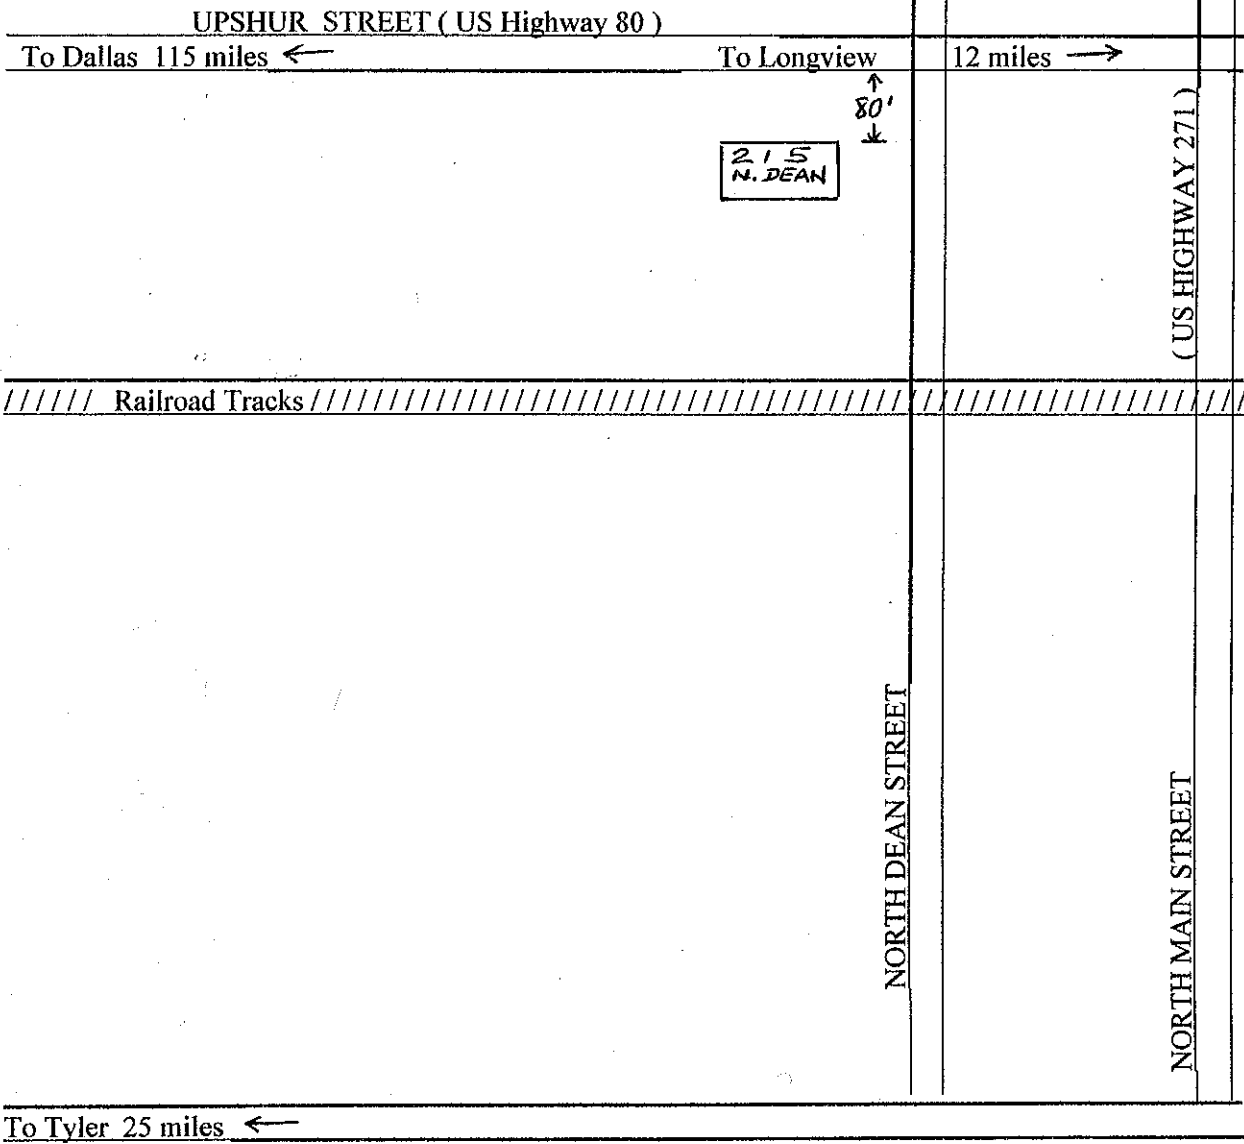 UPSHUR STREET ( US Highway 80 )
To Dallas 115 miles ← To Longview 12 miles →
80'
215
N. DEAN
( US HIGHWAY 271 )
////// Railroad Tracks //////////////////////////////////////
NORTH DEAN STREET
NORTH MAIN STREET
To Tyler 25 miles ←